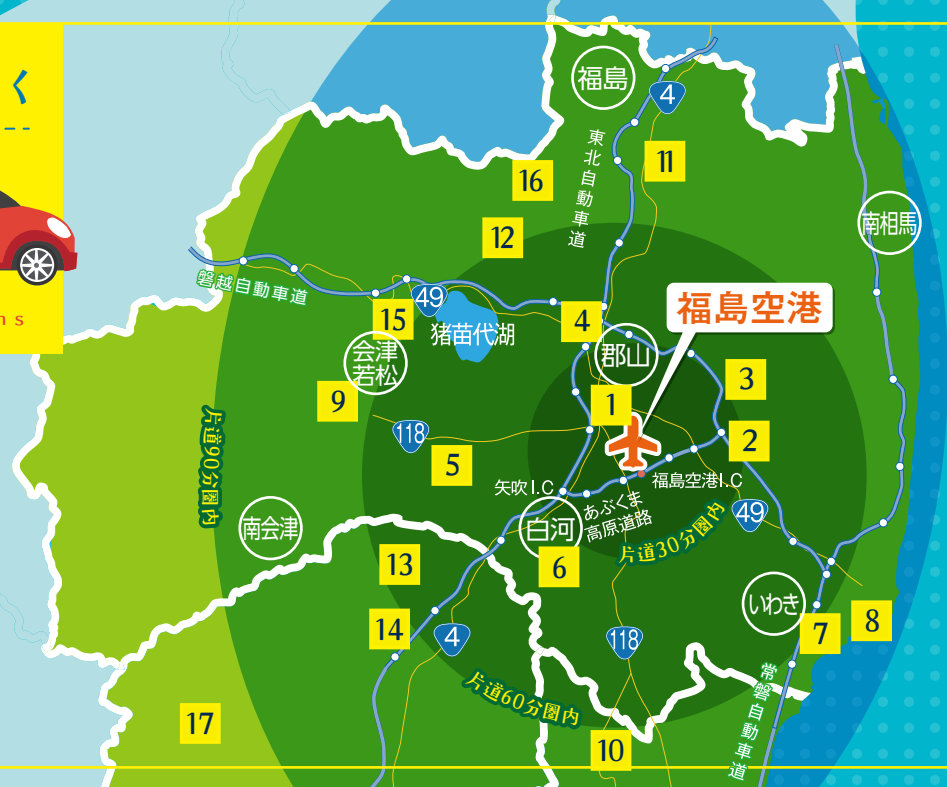 く
ns
福島
4
東北自動車道
11
16
12
南相馬
磐越自動車道
49
15
猪苗代湖
4
福島空港
郡山
会津
若松
3
9
1
118
5
2
片道90分圏内
矢吹I.C
福島空港I.C
あぶくま
高原道路
49
南会津
白河
片道30分圏内
13
6
いわき
14
4
118
7
8
片道60分圏内
常磐自動車道
17
10